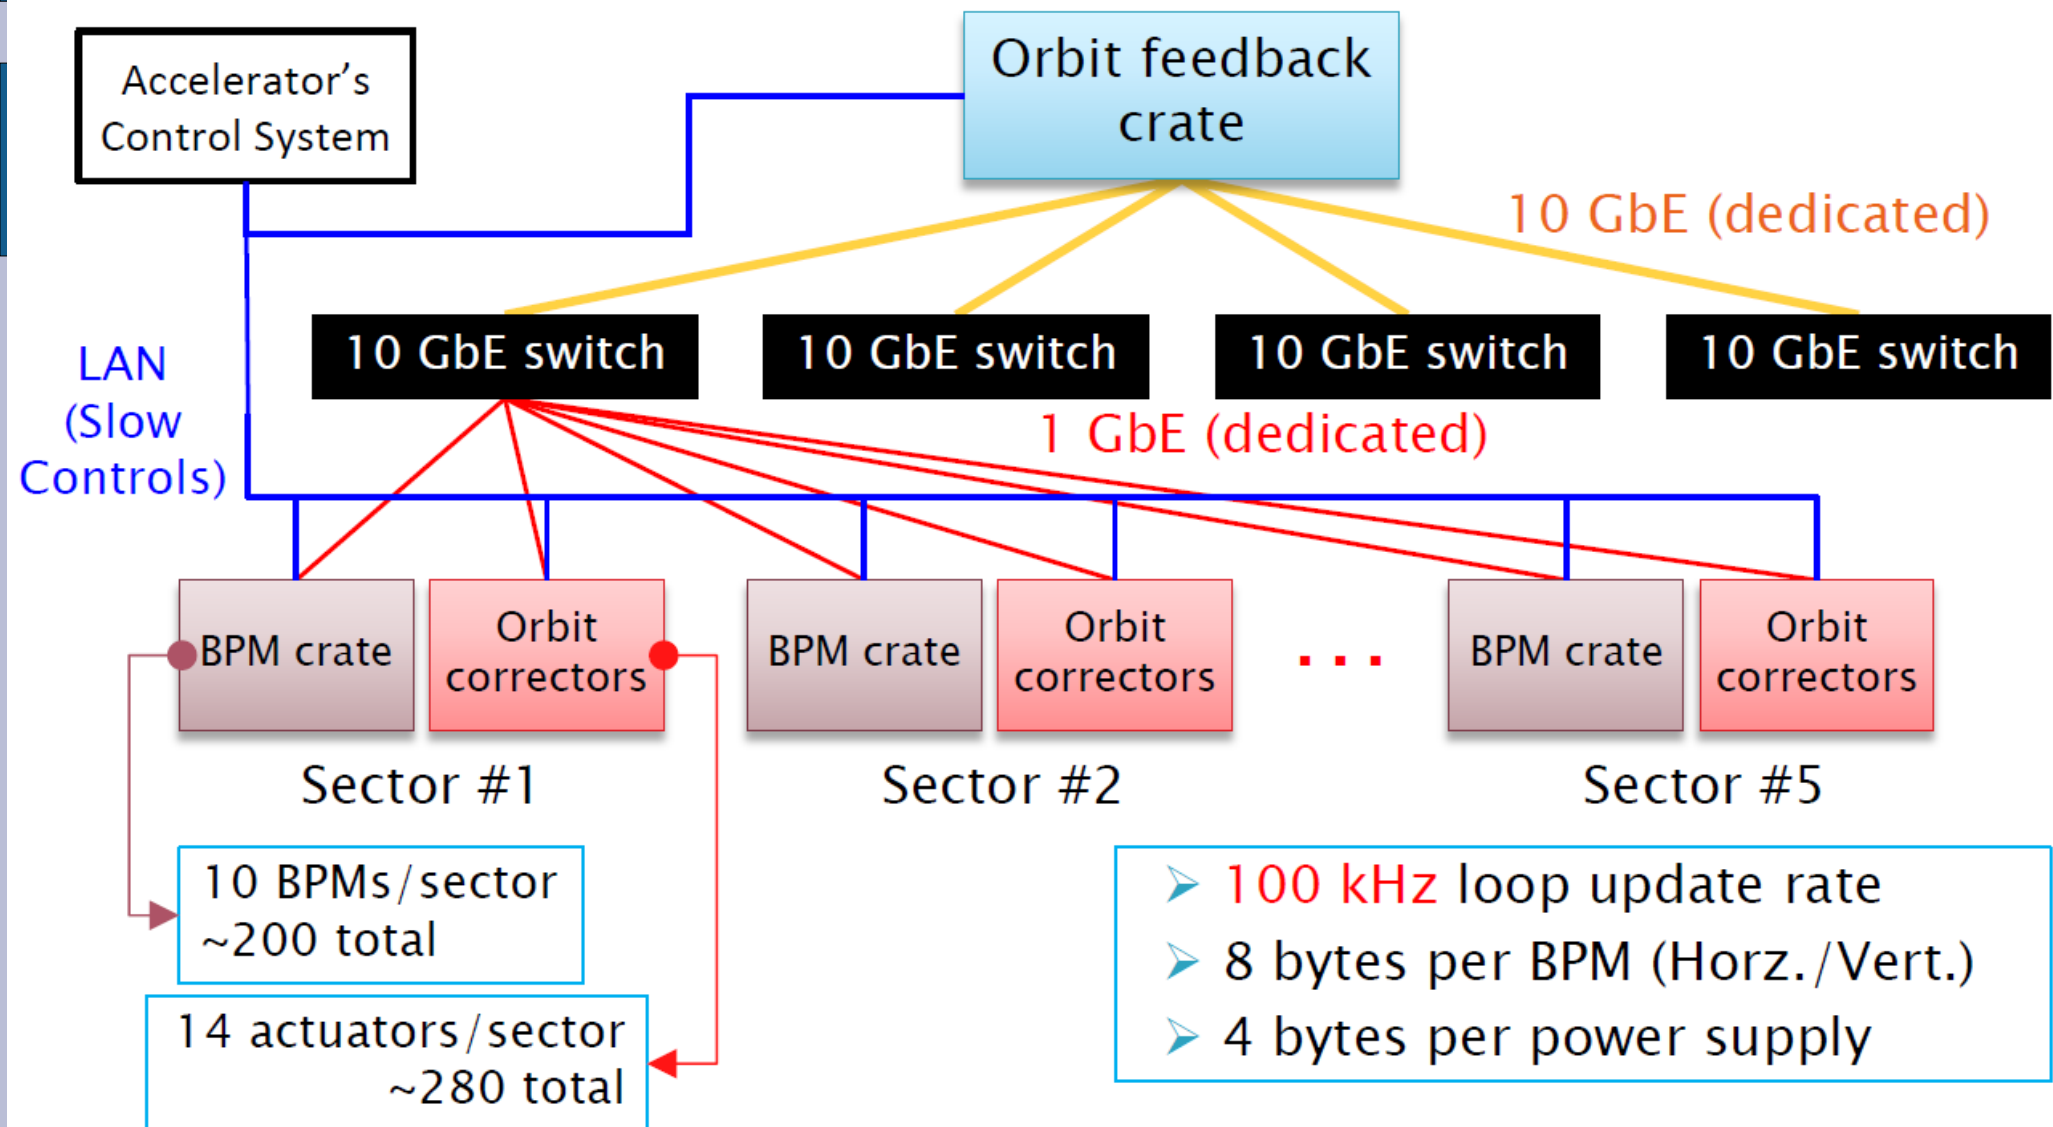 Accelerator's
Control System
Orbit feedback
crate
10 GbE (dedicated)
10 GbE switch
10 GbE switch
10 GbE switch
10 GbE switch
LAN
(Slow
Controls)
1 GbE (dedicated)
BPM crate
Orbit
correctors
BPM crate
Orbit
correctors
. . .
BPM crate
Orbit
correctors
Sector #1
Sector #2
Sector #5
10 BPMs/sector
~200 total
14 actuators/sector
~280 total
➢ 100 kHz loop update rate
➢ 8 bytes per BPM (Horz./Vert.)
➢ 4 bytes per power supply